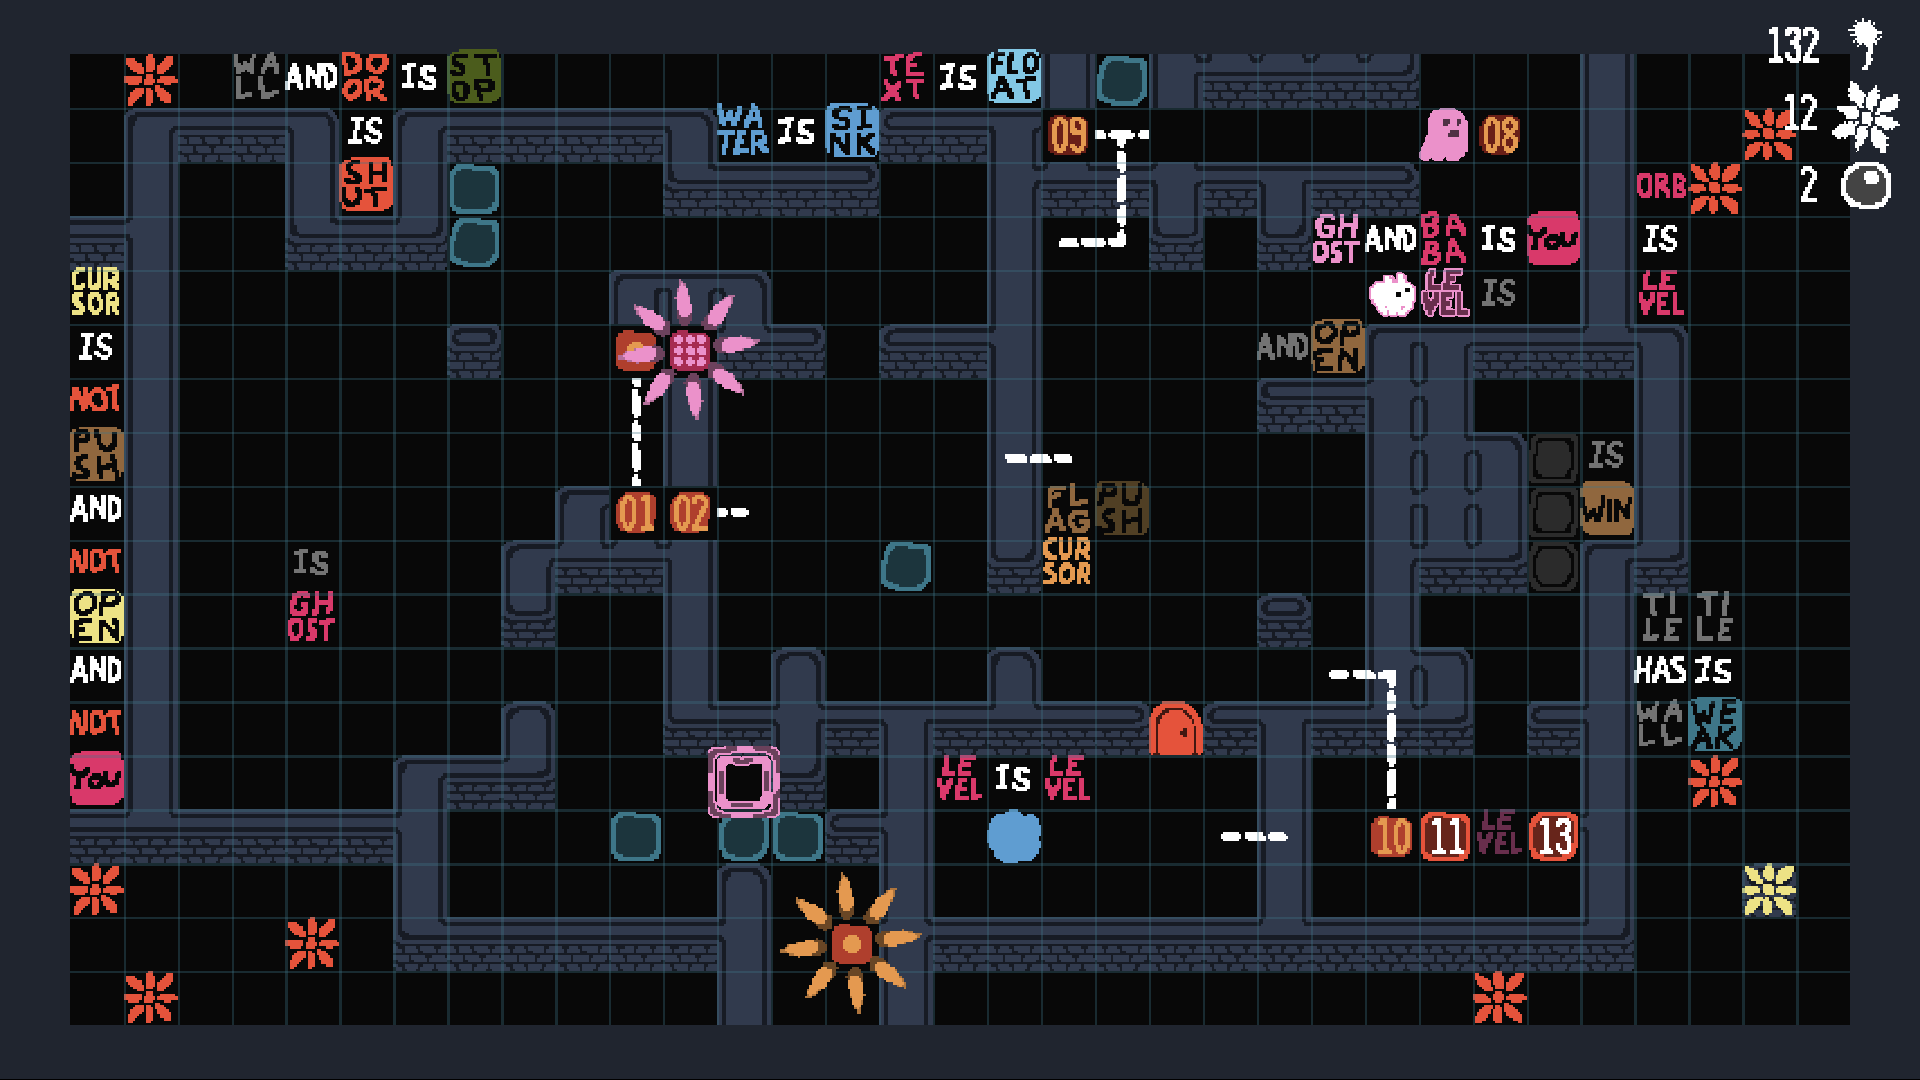 132
WALL AND DOOR IS STOP TEXT IS FLOAT
12
IS WATER IS SINK 09 08
SHUT ORB 2
GHOST AND BABA IS YOU IS
CURSOR LEVEL IS LEVEL
IS AND OPEN
NOT
PUSH IS
AND 01 02 FLAG PUSH WIN
NOT IS CURSOR
OPEN GHOST TILE TILE
AND HAS IS
NOT WALL WEAK
YOU LEVEL IS LEVEL
10 11 LEVEL 13